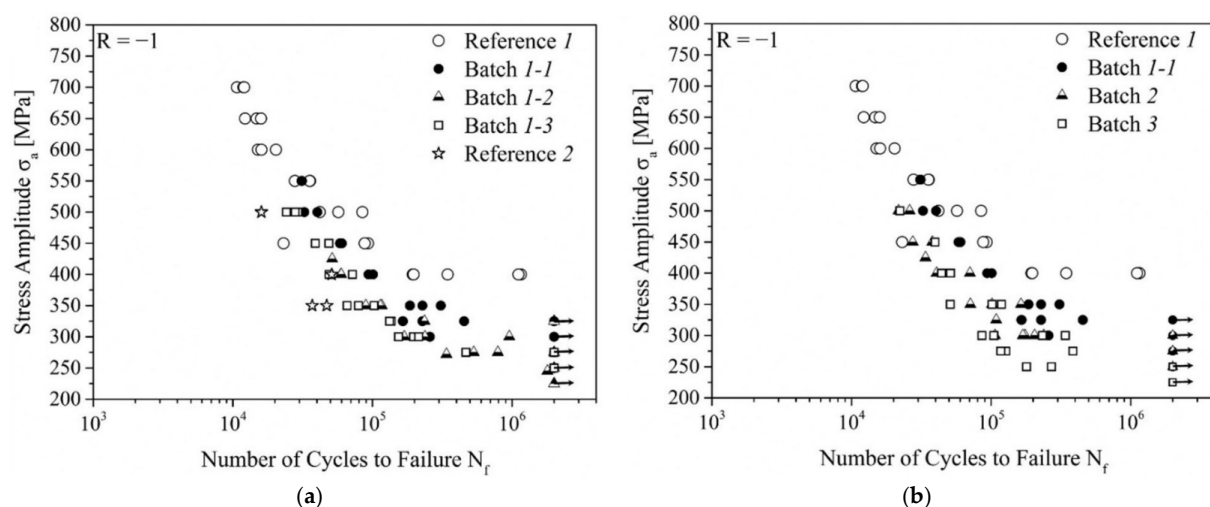 800
750
700
650
600
550
500
450
400
350
300
250
200
Stress Amplitude σₐ [MPa]
R = −1
Reference 1
Batch 1-1
Batch 1-2
Batch 1-3
Reference 2
10³
10⁴
10⁵
10⁶
Number of Cycles to Failure N_f
(a)
800
750
700
650
600
550
500
450
400
350
300
250
200
Stress Amplitude σₐ [MPa]
R = −1
Reference 1
Batch 1-1
Batch 2
Batch 3
10³
10⁴
10⁵
10⁶
Number of Cycles to Failure N_f
(b)